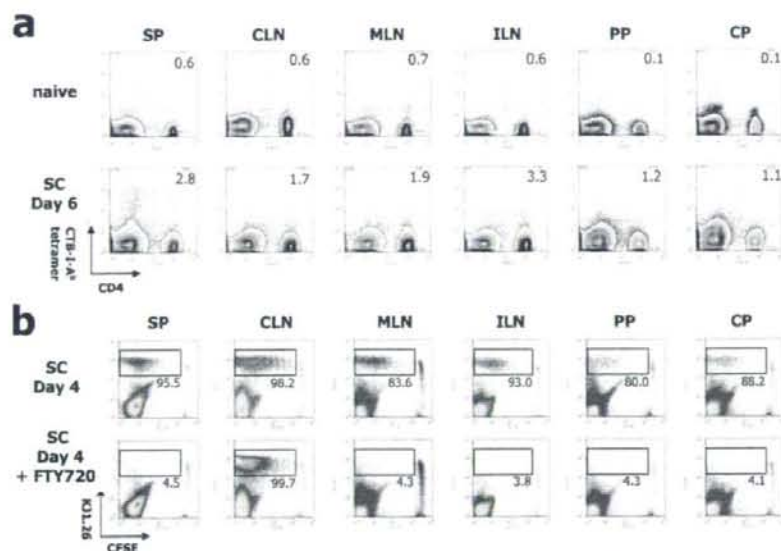 a
SP CLN MLN ILN PP CP
naive
0.6 0.6 0.7 0.6 0.1 0.1
SC
Day 6
2.8 1.7 1.9 3.3 1.2 1.1
CTB-I-Aᵇ
tetramer
CD4
b
SP CLN MLN ILN PP CP
SC
Day 4
95.5 98.2 83.6 93.0 80.0 88.2
SC
Day 4
+ FTY720
4.5 99.7 4.3 3.8 4.3 4.1
KJ1.26
CFSE